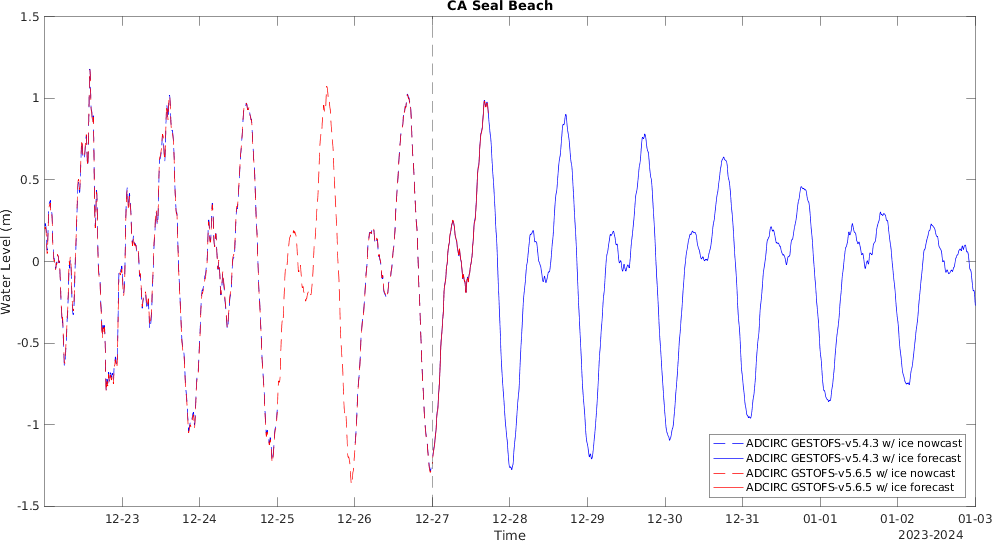 CA Seal Beach
1.5
1
0.5
0
-0.5
-1
-1.5
Water Level (m)
ADCIRC GESTOFS-v5.4.3 w/ ice nowcast
ADCIRC GESTOFS-v5.4.3 w/ ice forecast
ADCIRC GSTOFS-v5.6.5 w/ ice nowcast
ADCIRC GSTOFS-v5.6.5 w/ ice forecast
12-23 12-24 12-25 12-26 12-27 12-28 12-29 12-30 12-31 01-01 01-02 01-03
Time
2023-2024